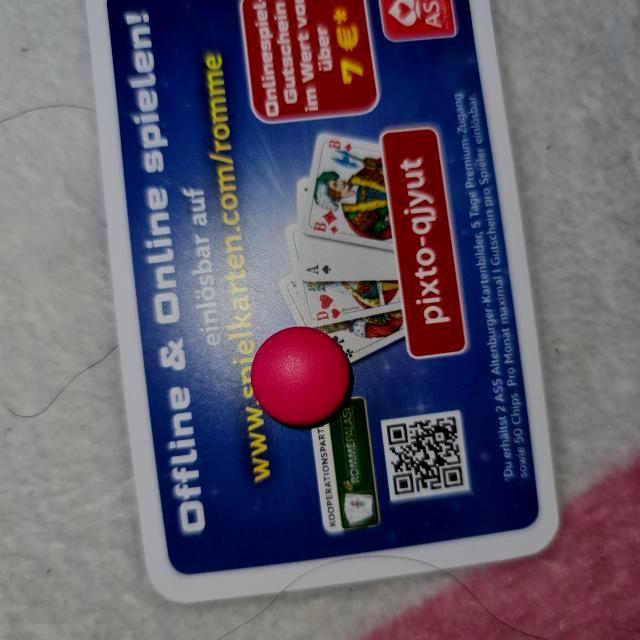 Offline & Online spielen!
einlösbar auf
www.spielkarten.com/romme
Onlinespiel-
Gutschein
im Wert von
über
7 €*
ASS
B
B
A
D
pixto-qjyut
KOOPERATIONSPART
ROMMÉ
*Du erhältst 2 ASS Altenburger Kartenbilder, 5 Tage Premium-Zugang
sowie 50 Chips. Pro Monat maximal 1 Gutschein pro Spieler einlösbar